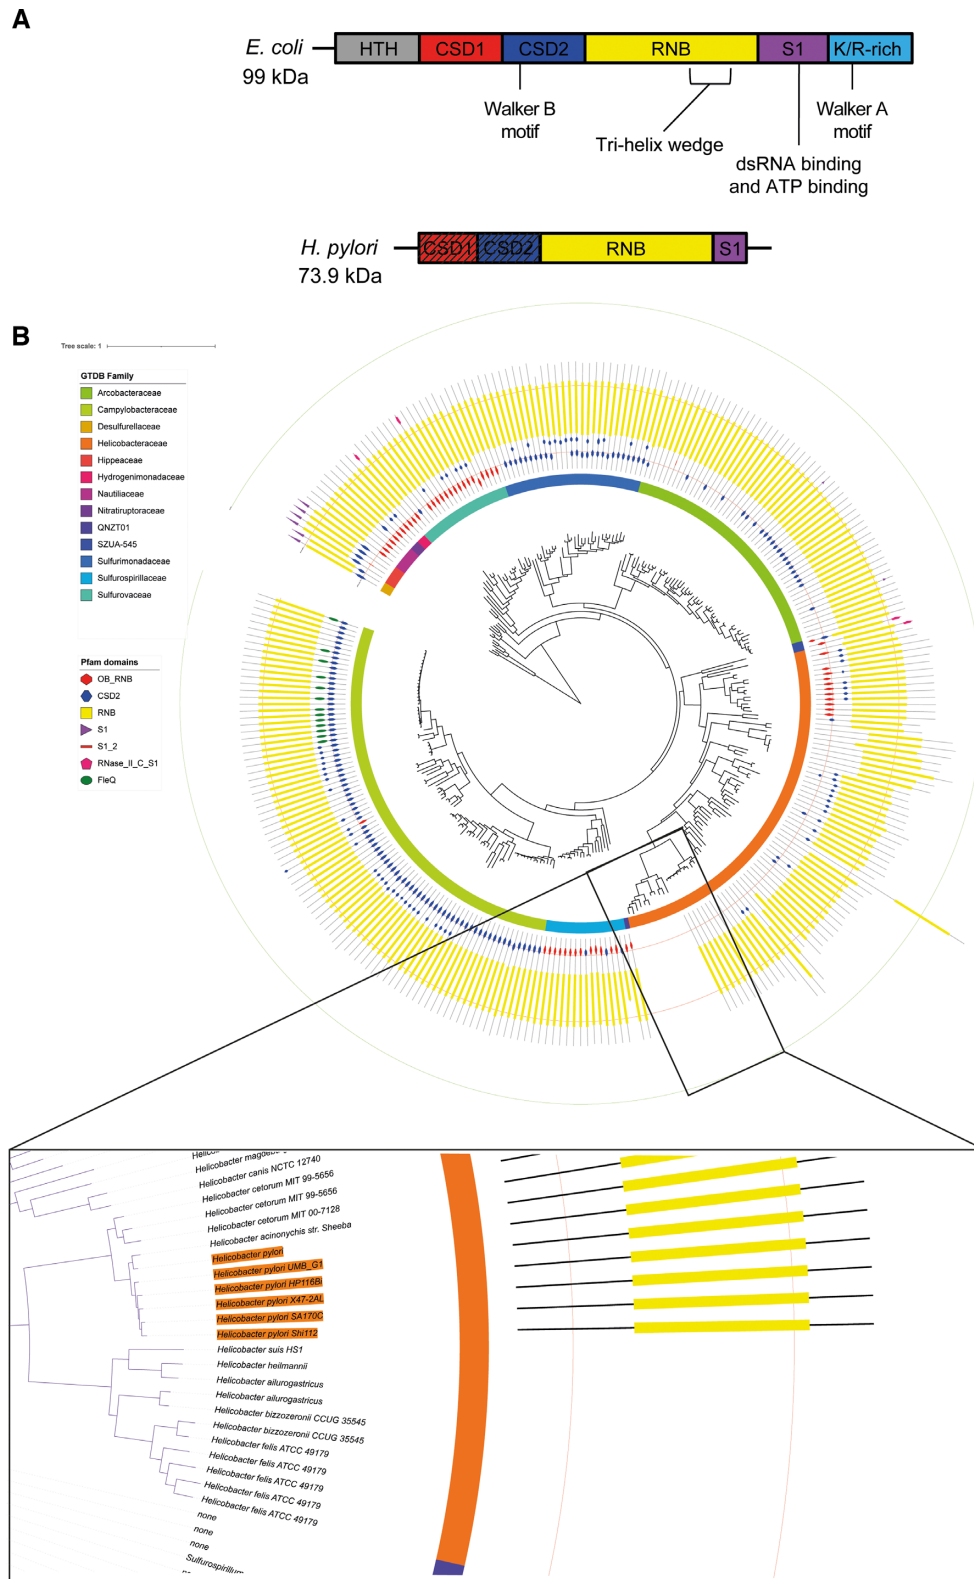 A
E. coli
99 kDa
HTH
CSD1
CSD2
RNB
S1
K/R-rich
Walker B
motif
Tri-helix wedge
dsRNA binding
and ATP binding
Walker A
motif
H. pylori
73.9 kDa
CSD1
CSD2
RNB
S1
B
Tree scale: 1
GTDB Family
Arcobacteraceae
Campylobacteraceae
Desulfurellaceae
Helicobacteraceae
Hippeaceae
Hydrogenimonadaceae
Nautiliaceae
Nitratiruptoraceae
QNZT01
SZUA-545
Sulfurimonadaceae
Sulfurospirillaceae
Sulfurovaceae
Pfam domains
OB_RNB
CSD2
RNB
S1
S1_2
RNase_II_C_S1
FleQ
Helicobacter
Helicobacter canis NCTC 12740
Helicobacter cetorum MIT 99-5656
Helicobacter cetorum MIT 99-5656
Helicobacter cetorum MIT 00-7128
Helicobacter acinonychis str. Sheeba
Helicobacter pylori
Helicobacter pylori UMB_G1
Helicobacter pylori HP116Bi
Helicobacter pylori X47-2AL
Helicobacter pylori SA170C
Helicobacter pylori Shi112
Helicobacter suis HS1
Helicobacter heilmannii
Helicobacter ailurogastricus
Helicobacter ailurogastricus
Helicobacter bizzozeronii CCUG 35545
Helicobacter bizzozeronii CCUG 35545
Helicobacter felis ATCC 49179
Helicobacter felis ATCC 49179
Helicobacter felis ATCC 49179
Helicobacter felis ATCC 49179
Helicobacter felis ATCC 49179
none
none
none